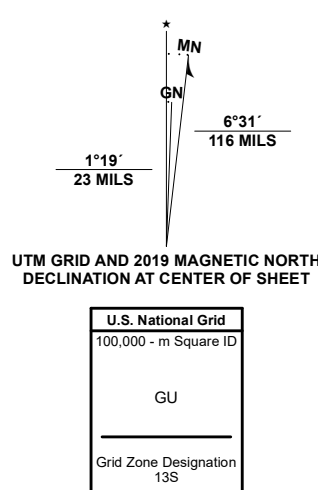 MN
GN
6°31´
116 MILS
1°19´
23 MILS
UTM GRID AND 2019 MAGNETIC NORTH
DECLINATION AT CENTER OF SHEET
U.S. National Grid
100,000 - m Square ID
GU
Grid Zone Designation
13S